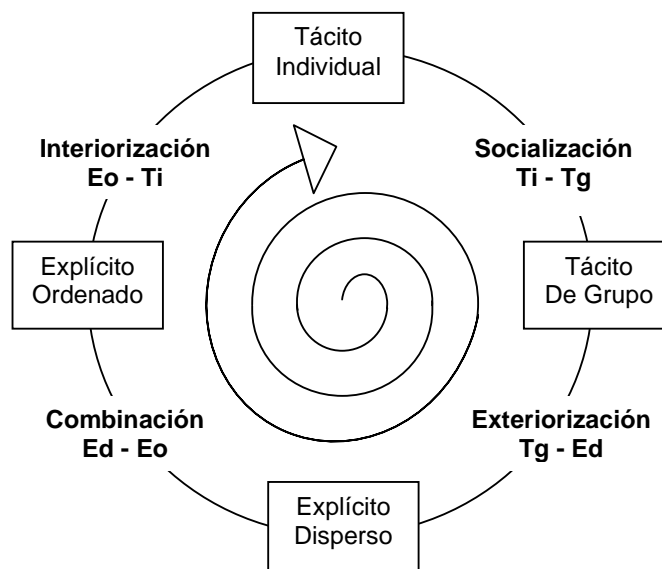 Tácito
Individual
Interiorización
Eo - Ti
Socialización
Ti - Tg
Explícito
Ordenado
Tácito
De Grupo
Combinación
Ed - Eo
Exteriorización
Tg - Ed
Explícito
Disperso